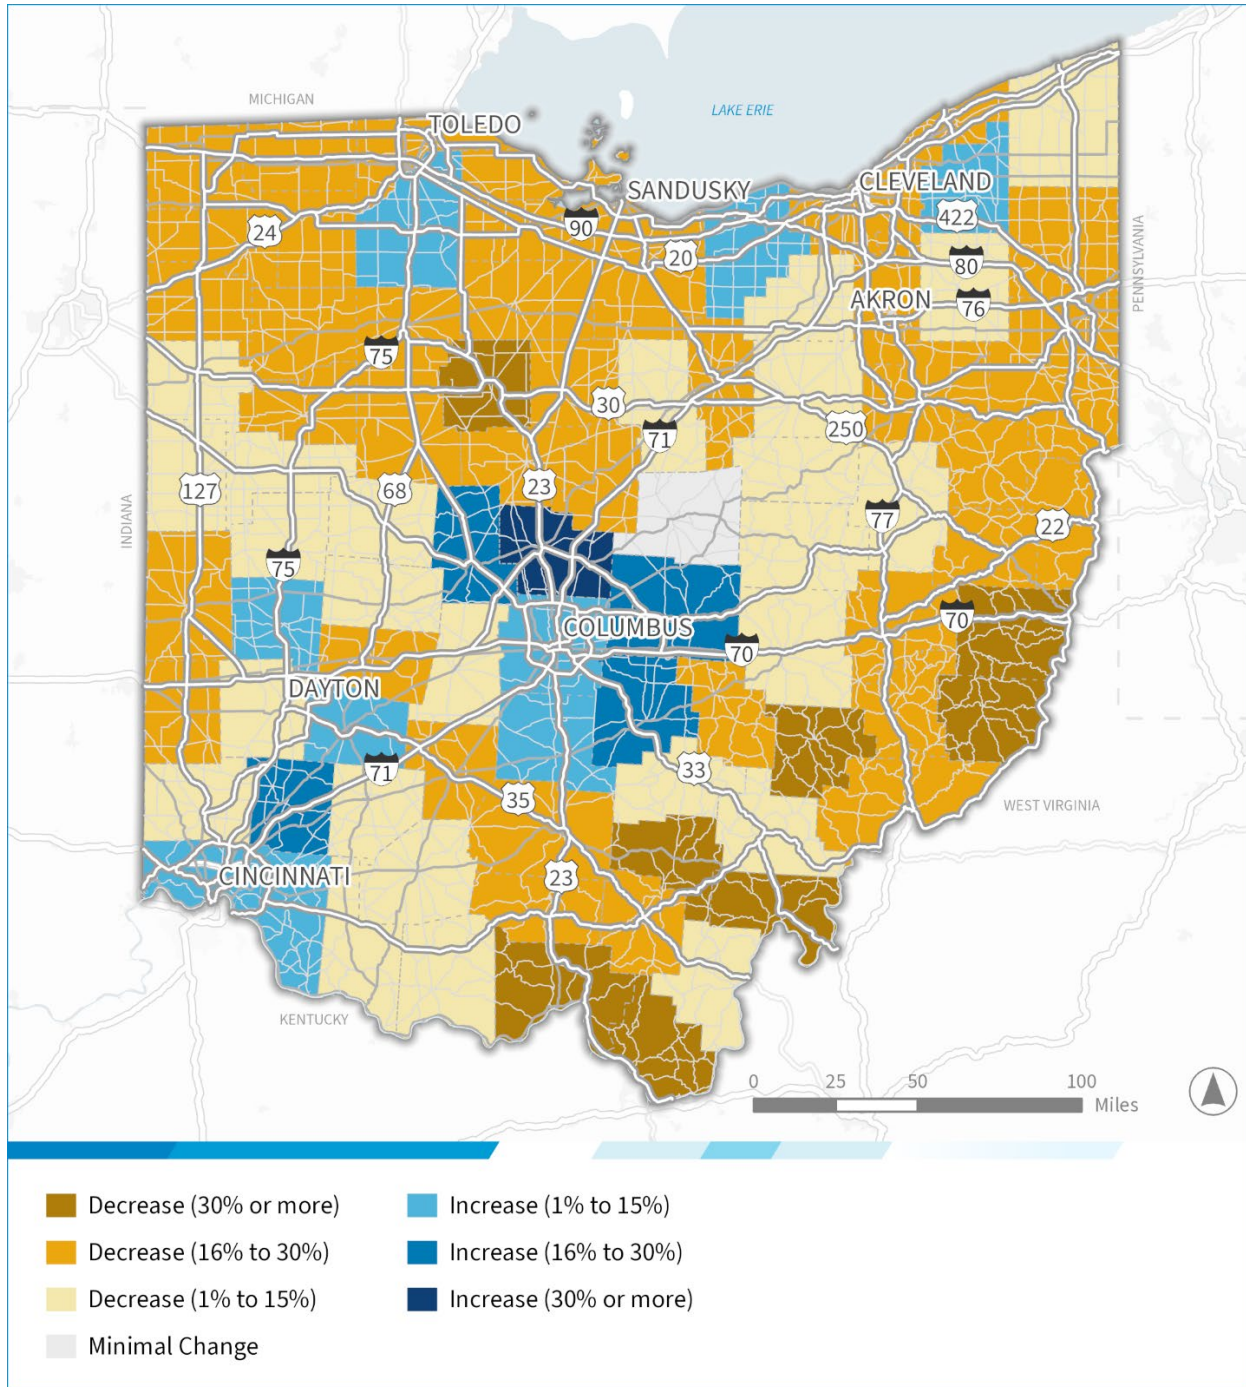 MICHIGAN
LAKE ERIE
TOLEDO
SANDUSKY
CLEVELAND
422
24
90
20
80
PENNSYLVANIA
AKRON
76
75
30
71
250
INDIANA
127
68
23
77
22
75
70
COLUMBUS
70
DAYTON
71
33
35
WEST VIRGINIA
CINCINNATI
23
KENTUCKY
0 25 50 100
Miles
Decrease (30% or more)
Decrease (16% to 30%)
Decrease (1% to 15%)
Minimal Change
Increase (1% to 15%)
Increase (16% to 30%)
Increase (30% or more)